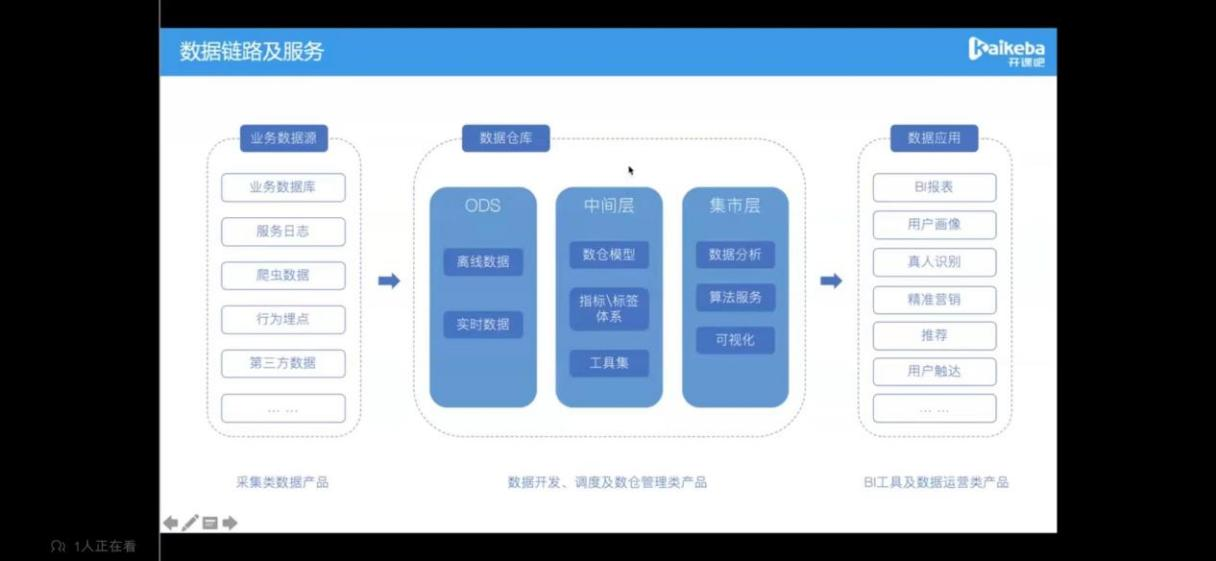 数据链路及服务
Kaikeba
开课吧
业务数据源
业务数据库
服务日志
爬虫数据
行为埋点
第三方数据
... ...
采集类数据产品
数据仓库
ODS
离线数据
实时数据
中间层
数仓模型
指标\标签
体系
工具集
集市层
数据分析
算法服务
可视化
数据开发、调度及数仓管理类产品
数据应用
BI报表
用户画像
真人识别
精准营销
推荐
用户触达
... ...
BI工具及数据运营类产品
1人正在看